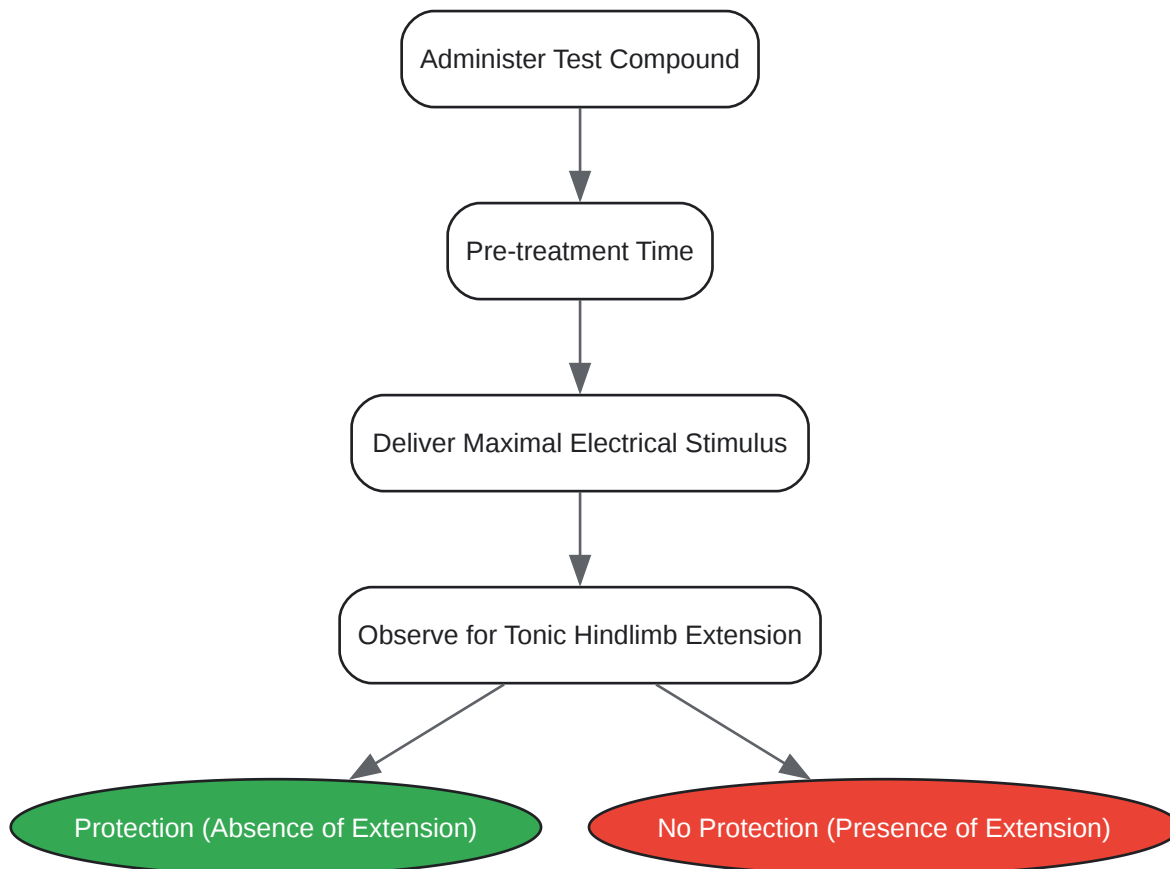 Administer Test Compound
Pre-treatment Time
Deliver Maximal Electrical Stimulus
Observe for Tonic Hindlimb Extension
Protection (Absence of Extension)
No Protection (Presence of Extension)